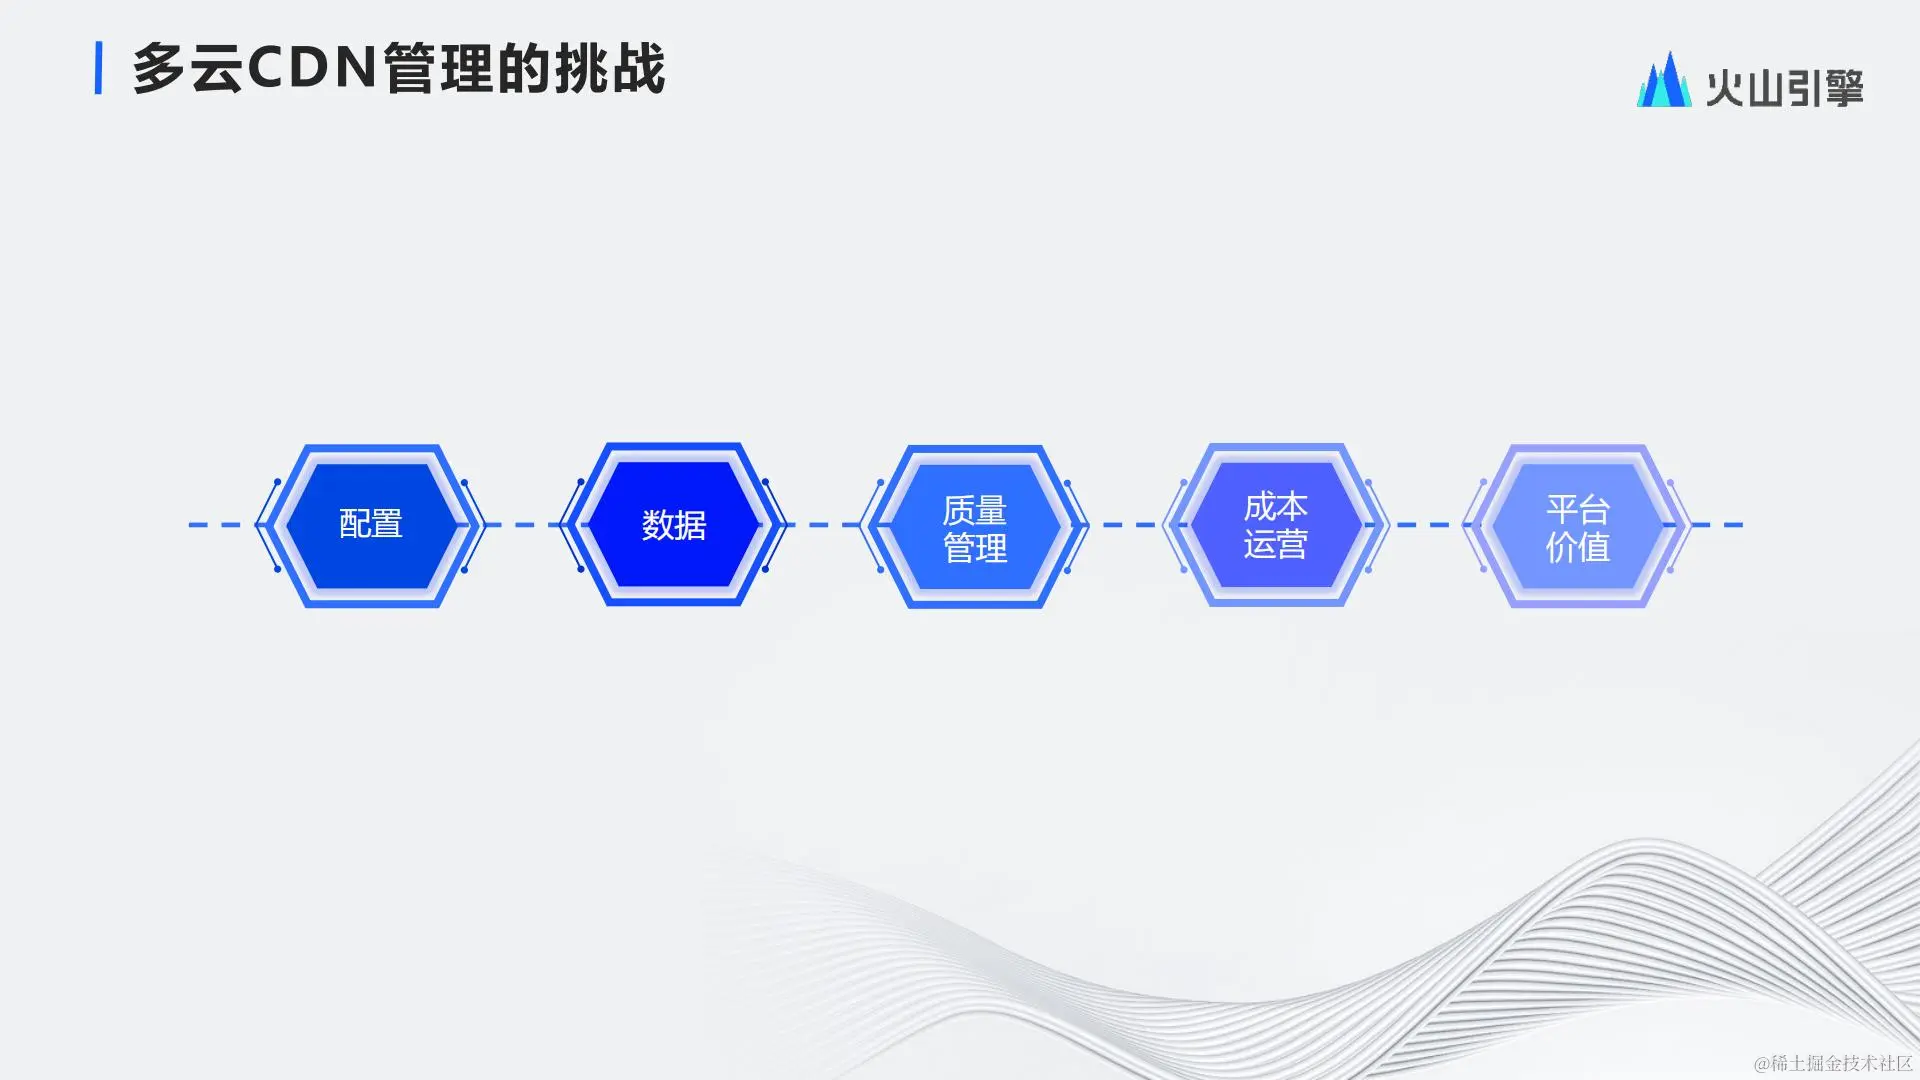 多云CDN管理的挑战
火山引擎
配置
数据
质量
管理
成本
运营
平台
价值
@稀土掘金技术社区